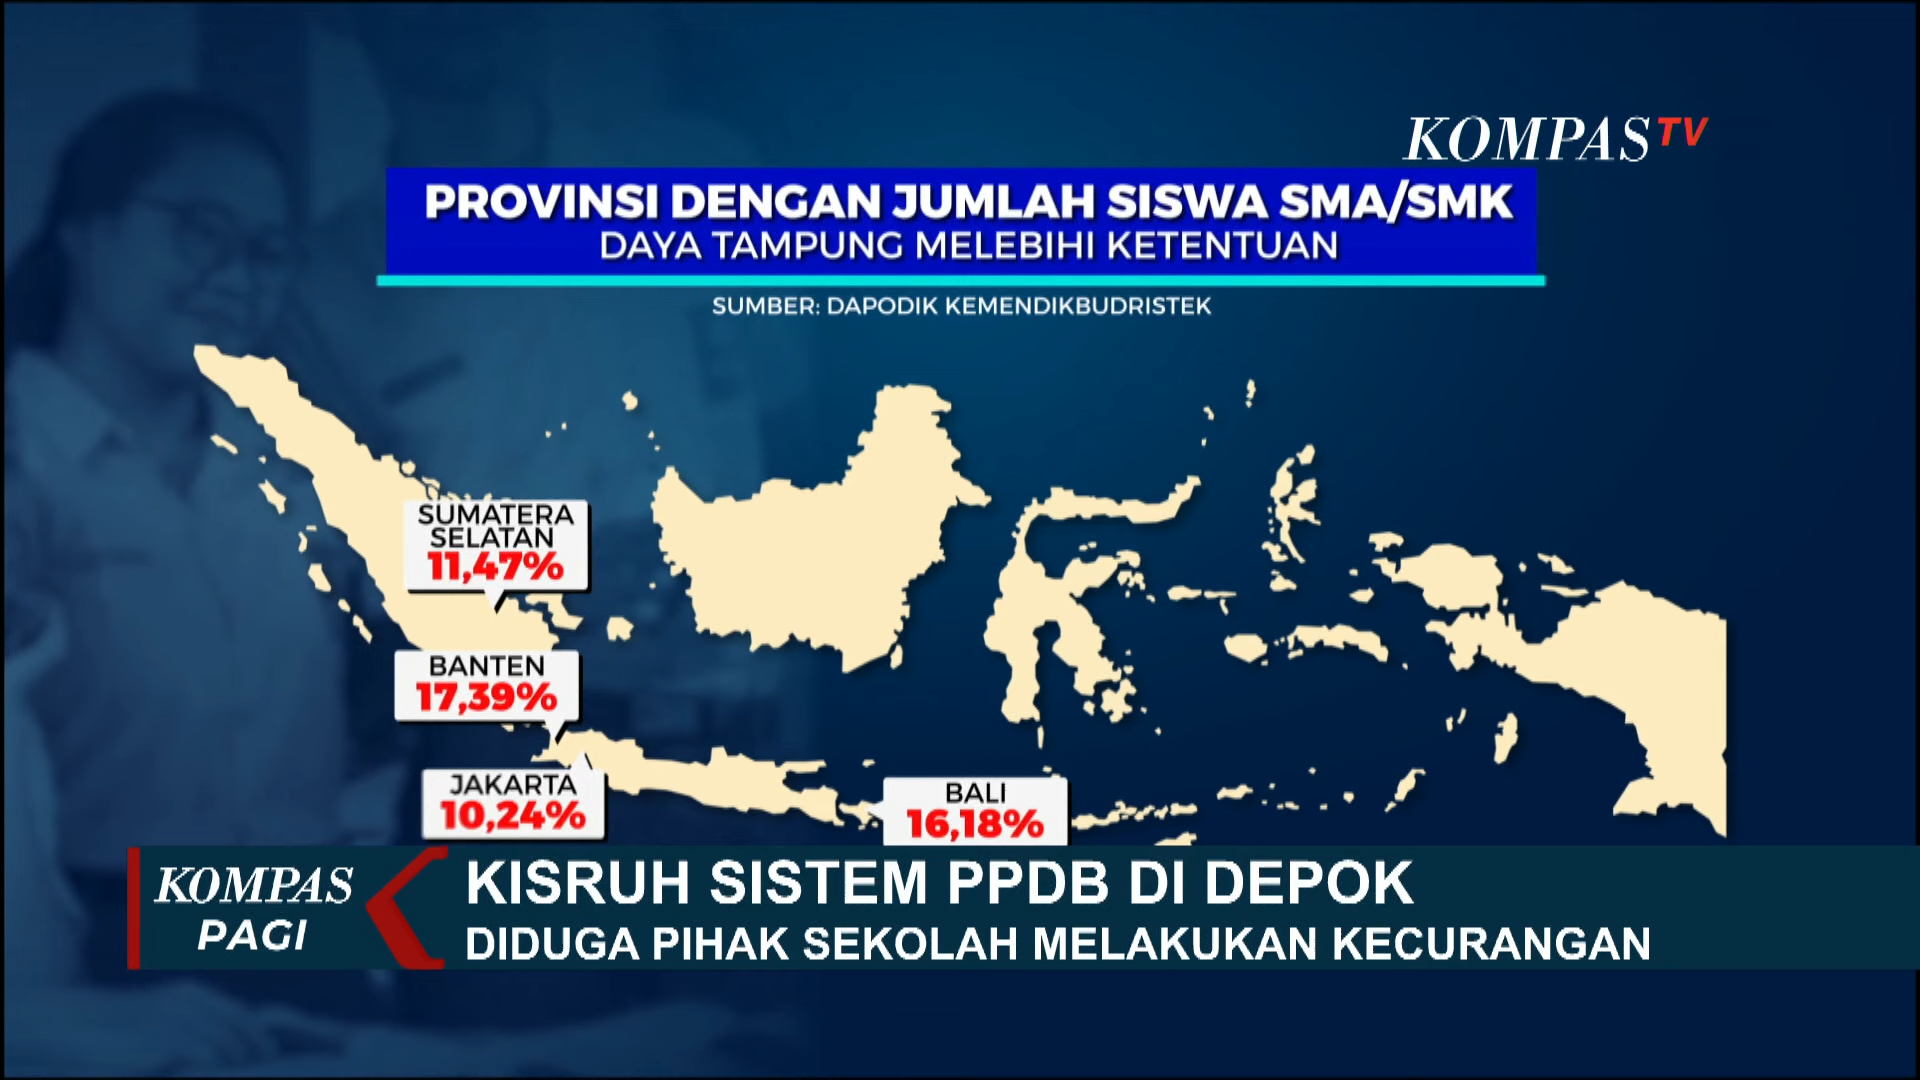 KOMPASTV
PROVINSI DENGAN JUMLAH SISWA SMA/SMK
DAYA TAMPUNG MELEBIHI KETENTUAN
SUMBER: DAPODIK KEMENDIKBUDRISTEK
SUMATERA
SELATAN
11,47%
BANTEN
17,39%
JAKARTA
10,24%
BALI
16,18%
KOMPAS
PAGI
KISRUH SISTEM PPDB DI DEPOK
DIDUGA PIHAK SEKOLAH MELAKUKAN KECURANGAN